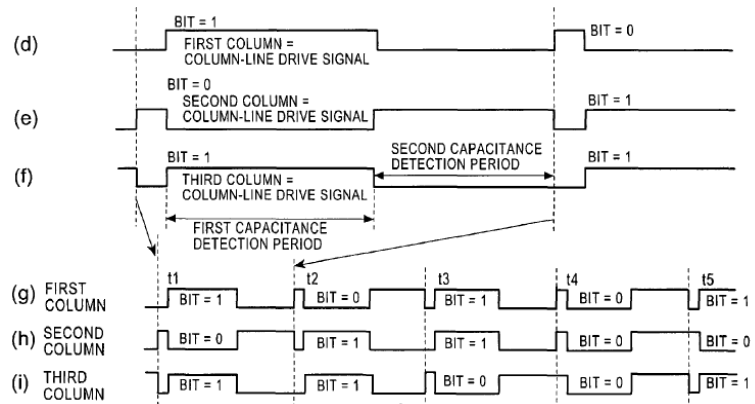 BIT = 1
(d)
FIRST COLUMN =
COLUMN-LINE DRIVE SIGNAL
BIT = 0
BIT = 0
(e)
SECOND COLUMN =
COLUMN-LINE DRIVE SIGNAL
BIT = 1
SECOND CAPACITANCE
DETECTION PERIOD
BIT = 1
(f)
THIRD COLUMN =
COLUMN-LINE DRIVE SIGNAL
BIT = 1
FIRST CAPACITANCE
DETECTION PERIOD
t1 t2 t3 t4 t5
(g) FIRST
COLUMN
BIT = 1 BIT = 0 BIT = 1 BIT = 0 BIT = 1
(h) SECOND
COLUMN
BIT = 0 BIT = 1 BIT = 1 BIT = 0 BIT = 0
(i) THIRD
COLUMN
BIT = 1 BIT = 1 BIT = 0 BIT = 0 BIT = 1